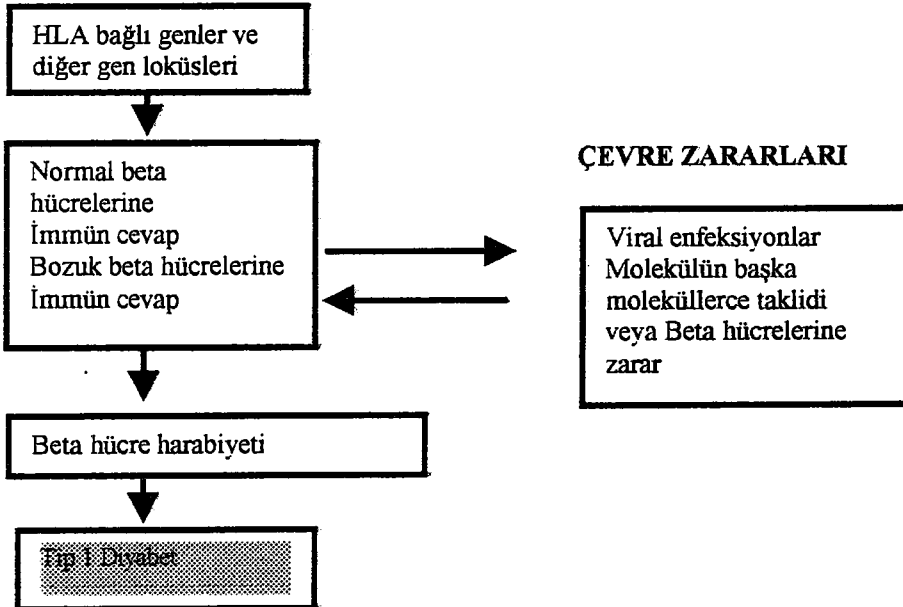 HLA bağlı genler ve
diğer gen loküsleri
Normal beta
hücrelerine
İmmün cevap
Bozuk beta hücrelerine
İmmün cevap
ÇEVRE ZARARLARI
Viral enfeksiyonlar
Molekülün başka
moleküllerce taklidi
veya Beta hücrelerine
zarar
Beta hücre harabiyeti
Tip 1 Diyabet